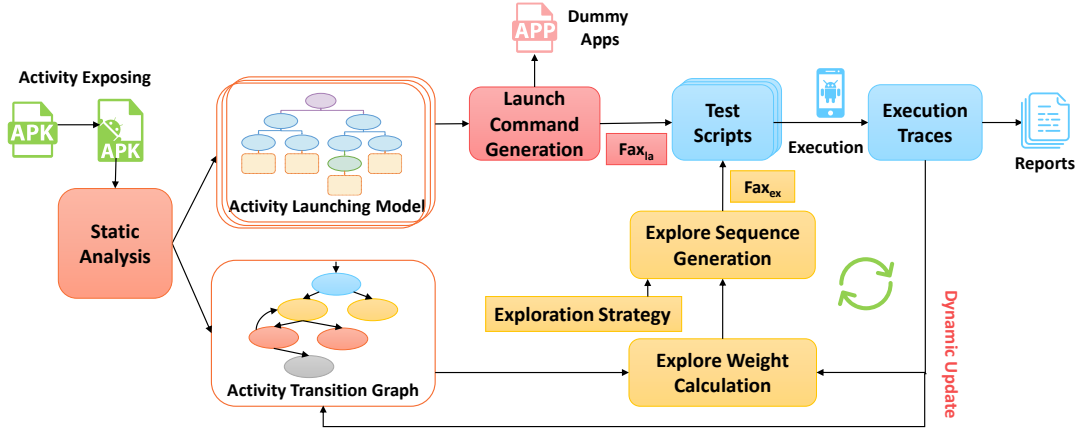 Activity Exposing
APK
APK
Static
Analysis
Activity Launching Model
Activity Transition Graph
APP
Dummy
Apps
Launch
Command
Generation
Fax_la
Test
Scripts
Execution
Execution
Traces
Reports
Fax_ex
Explore Sequence
Generation
Exploration Strategy
Explore Weight
Calculation
Dynamic Update